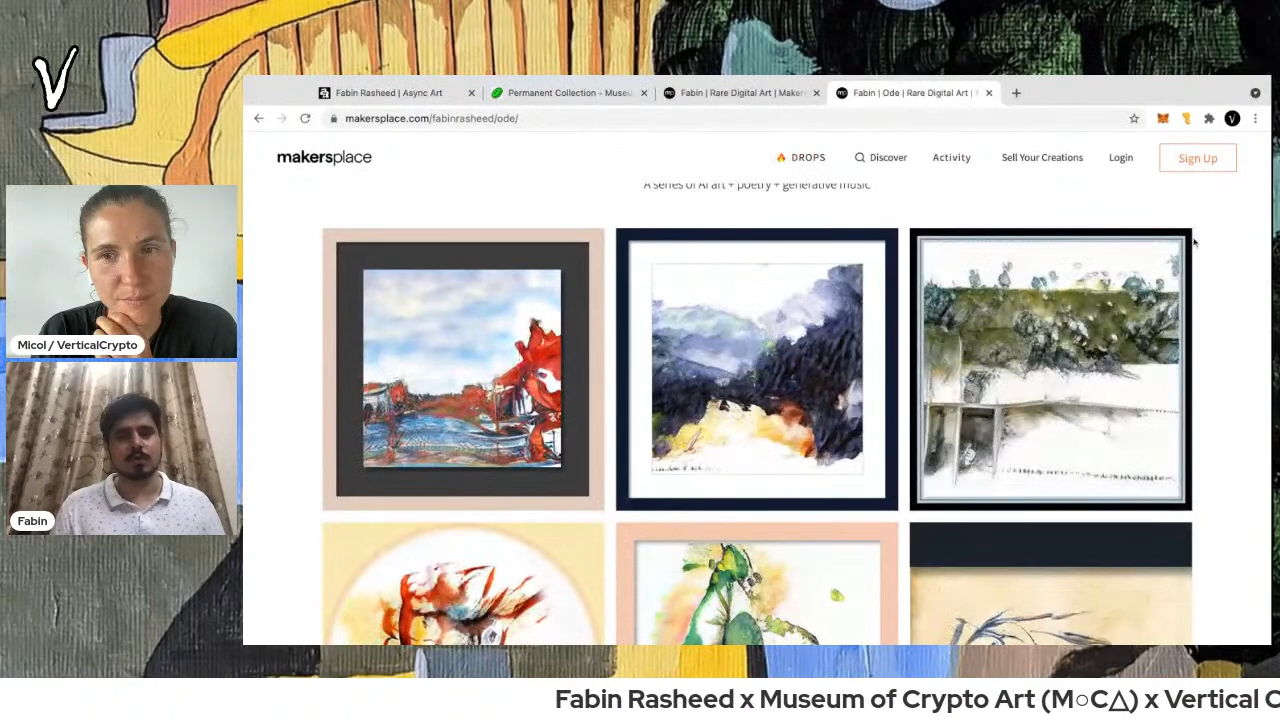 V
Fabin Rasheed | Async Art
Permanent Collection - Museu
Fabin | Rare Digital Art | Maker
Fabin | Ode | Rare Digital Art |
makersplace.com/fabinrasheed/ode/
V
makersplace
DROPS
Discover
Activity
Sell Your Creations
Login
Sign Up
A series of AI art + poetry + generative music
Micol / VerticalCrypto
Fabin
Fabin Rasheed x Museum of Crypto Art (M○C△) x Vertical C